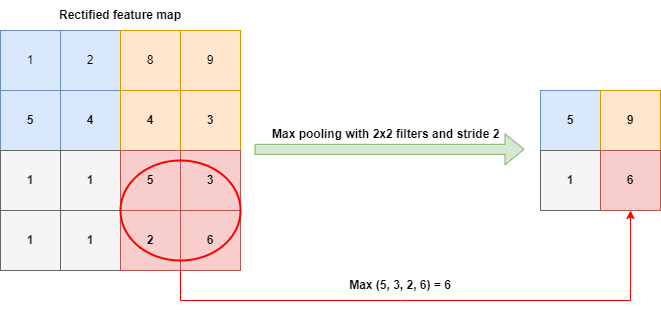 Rectified feature map
1 2 8 9
5 4 4 3
Max pooling with 2x2 filters and stride 2
5 9
1 1 5 3
1 6
1 1 2 6
Max (5, 3, 2, 6) = 6